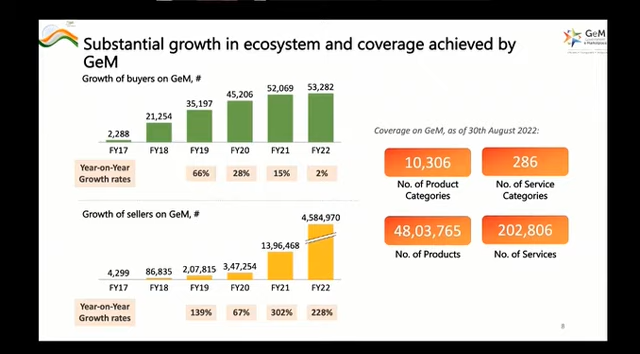 Substantial growth in ecosystem and coverage achieved by
GeM
GeM
Growth of buyers on GeM, #
2,288
21,254
35,197
45,206
52,069
53,282
FY17
FY18
FY19
FY20
FY21
FY22
Year-on-Year
Growth rates
66%
28%
15%
2%
Growth of sellers on GeM, #
4,299
86,835
2,07,815
3,47,254
13,96,468
4,584,970
FY17
FY18
FY19
FY20
FY21
FY22
Year-on-Year
Growth rates
139%
67%
302%
228%
Coverage on GeM, as of 30th August 2022:
10,306
No. of Product
Categories
286
No. of Service
Categories
48,03,765
No. of Products
202,806
No. of Services
8